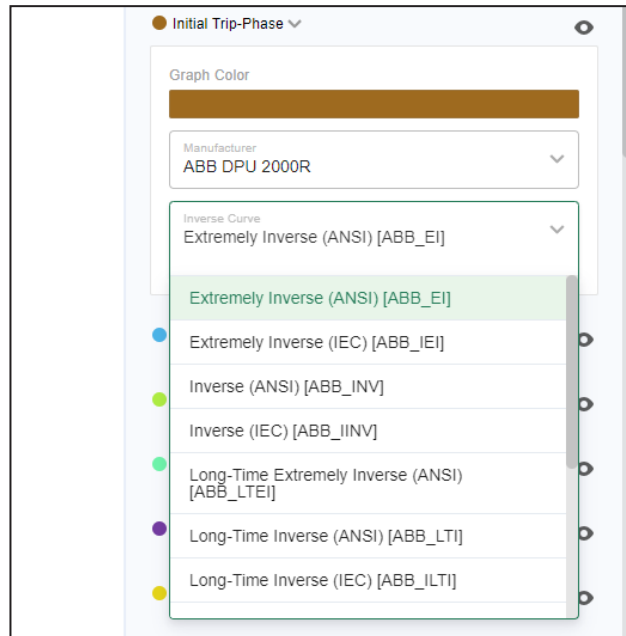 Initial Trip-Phase
Graph Color
Manufacturer
ABB DPU 2000R
Inverse Curve
Extremely Inverse (ANSI) [ABB_EI]
Extremely Inverse (ANSI) [ABB_EI]
Extremely Inverse (IEC) [ABB_IEI]
Inverse (ANSI) [ABB_INV]
Inverse (IEC) [ABB_IINV]
Long-Time Extremely Inverse (ANSI)
[ABB_LTEI]
Long-Time Inverse (ANSI) [ABB_LTI]
Long-Time Inverse (IEC) [ABB_ILTI]